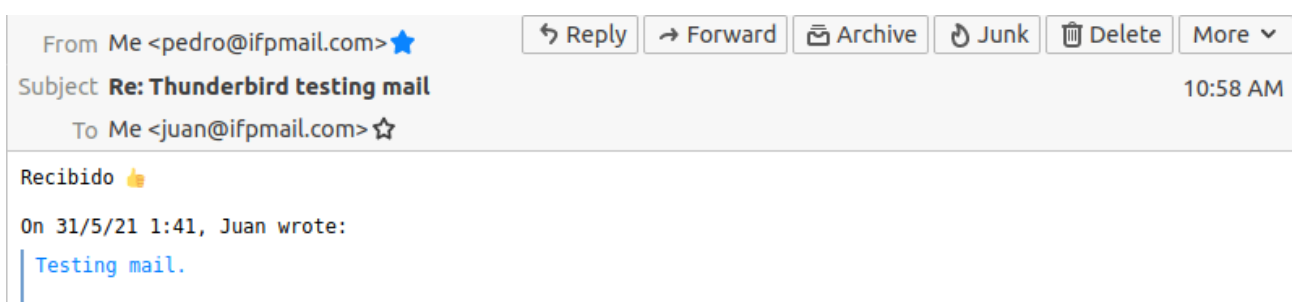 From Me <pedro@ifpmail.com> Reply Forward Archive Junk Delete More
Subject Re: Thunderbird testing mail 10:58 AM
To Me <juan@ifpmail.com>
Recibido 👍
On 31/5/21 1:41, Juan wrote:
Testing mail.